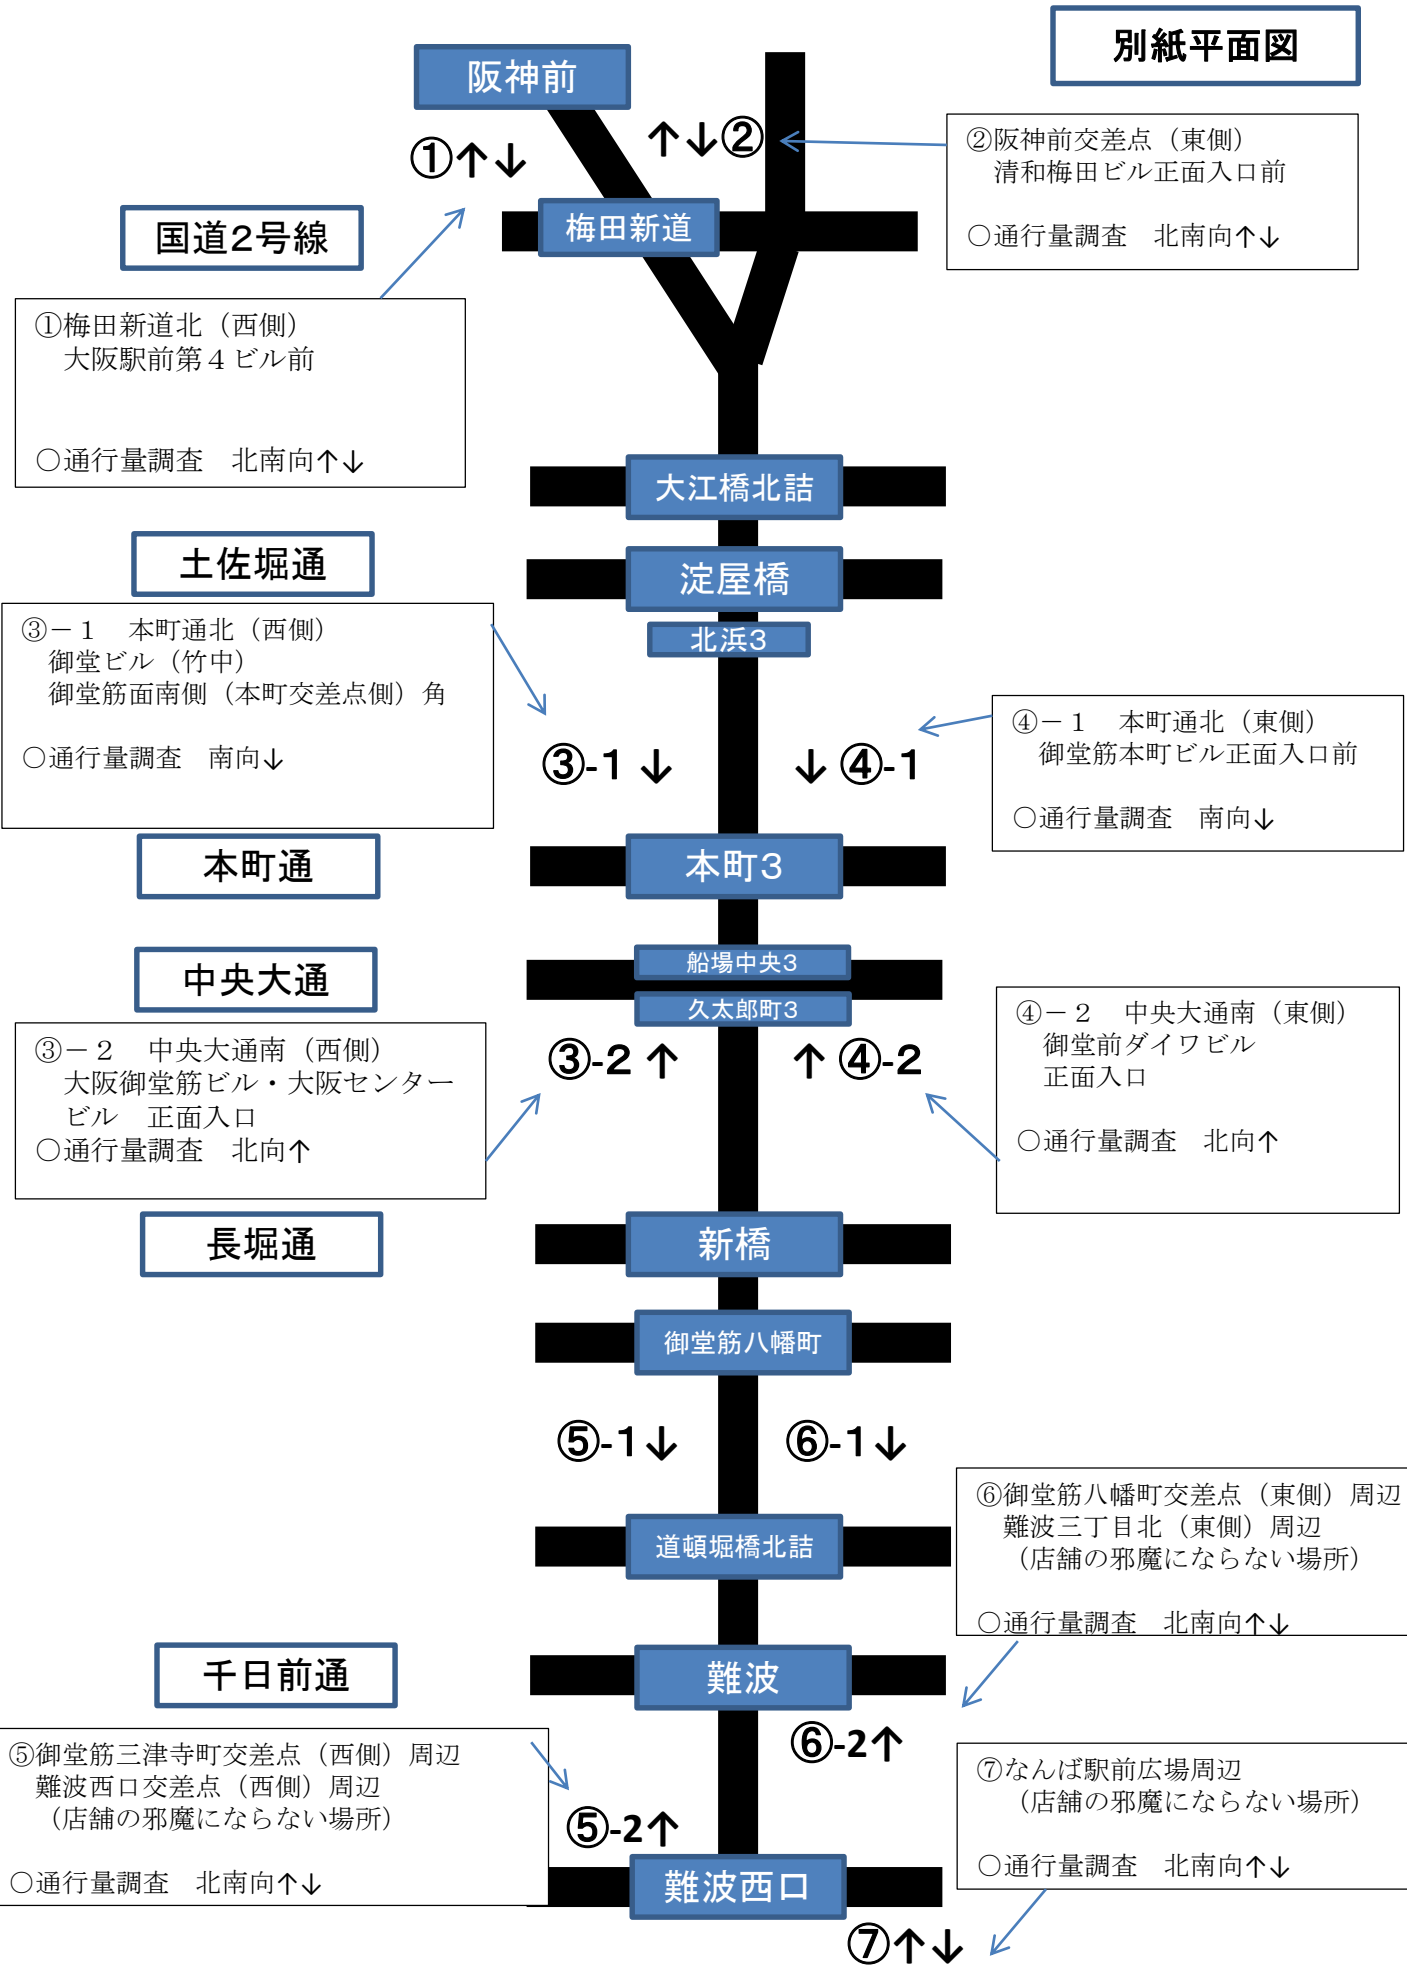 別紙平面図
阪神前
①↑↓
↑↓②
②阪神前交差点（東側）
清和梅田ビル正面入口前
○通行量調査　北南向↑↓
国道2号線
梅田新道
①梅田新道北（西側）
大阪駅前第４ビル前
○通行量調査　北南向↑↓
大江橋北詰
土佐堀通
淀屋橋
北浜3
③－１　本町通北（西側）
御堂ビル（竹中）
御堂筋面南側（本町交差点側）角
○通行量調査　南向↓
③-1 ↓
↓ ④-1
④－１　本町通北（東側）
御堂筋本町ビル正面入口前
○通行量調査　南向↓
本町通
本町3
中央大通
船場中央3
久太郎町3
③－２　中央大通南（西側）
大阪御堂筋ビル・大阪センター
ビル　正面入口
○通行量調査　北向↑
③-2 ↑
↑ ④-2
④－２　中央大通南（東側）
御堂前ダイワビル
正面入口
○通行量調査　北向↑
長堀通
新橋
御堂筋八幡町
⑤-1↓
⑥-1↓
⑥御堂筋八幡町交差点（東側）周辺
難波三丁目北（東側）周辺
（店舗の邪魔にならない場所）
○通行量調査　北南向↑↓
道頓堀橋北詰
千日前通
難波
⑥-2↑
⑤御堂筋三津寺町交差点（西側）周辺
難波西口交差点（西側）周辺
（店舗の邪魔にならない場所）
○通行量調査　北南向↑↓
⑤-2↑
⑦なんば駅前広場周辺
（店舗の邪魔にならない場所）
○通行量調査　北南向↑↓
難波西口
⑦↑↓